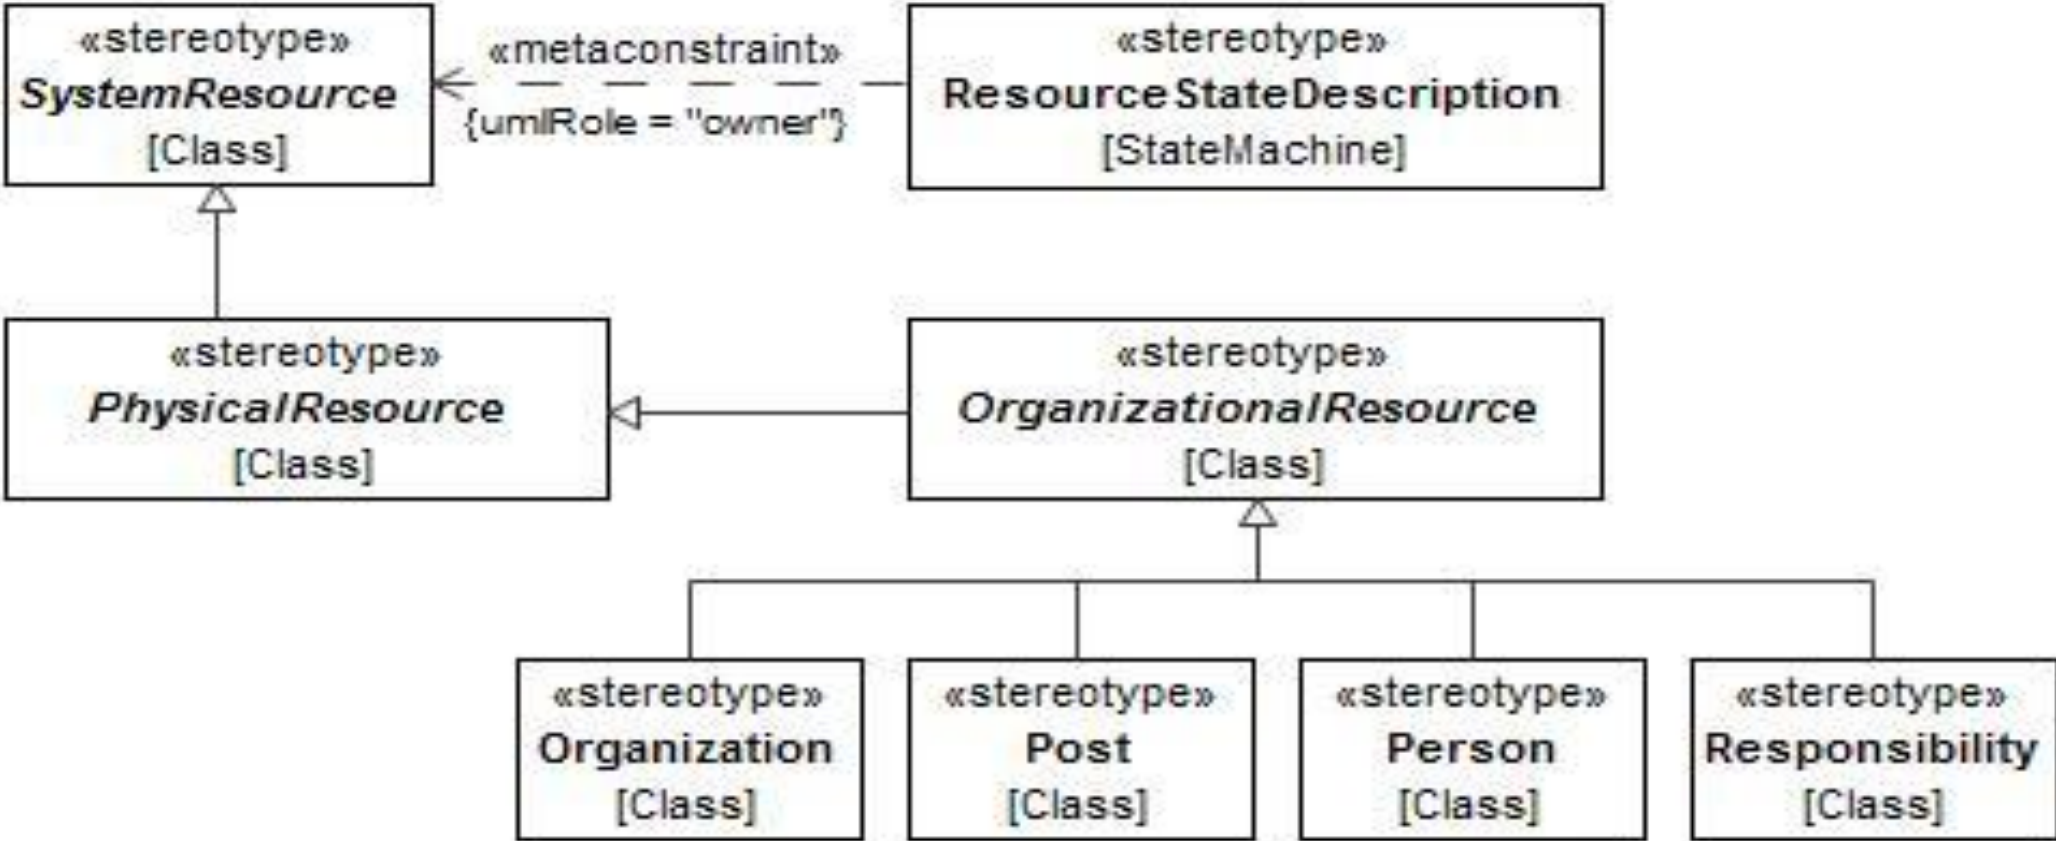 «stereotype»
SystemResource
[Class]
«metaconstraint»
{umlRole = "owner"}
«stereotype»
ResourceStateDescription
[StateMachine]
«stereotype»
PhysicalResource
[Class]
«stereotype»
OrganizationalResource
[Class]
«stereotype»
Organization
[Class]
«stereotype»
Post
[Class]
«stereotype»
Person
[Class]
«stereotype»
Responsibility
[Class]